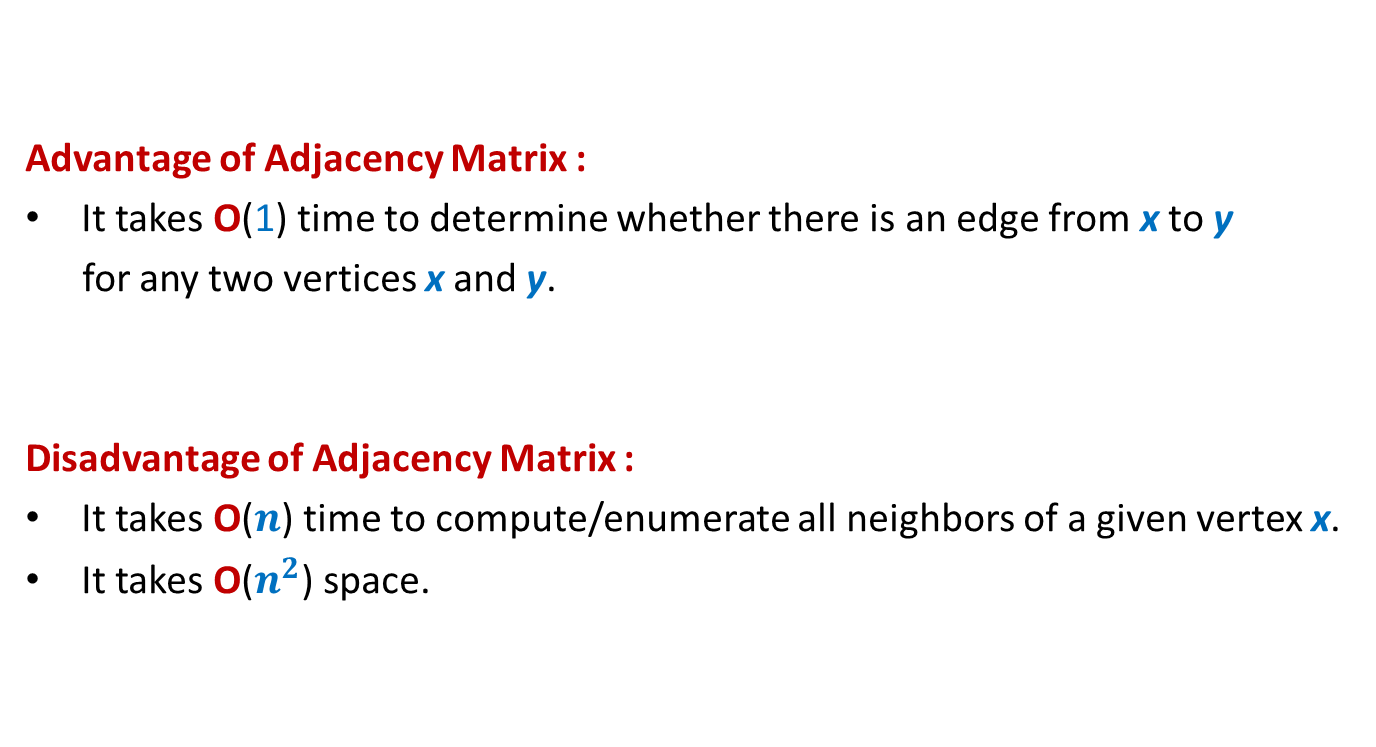 Advantage of Adjacency Matrix :
• It takes O(1) time to determine whether there is an edge from x to y
for any two vertices x and y.
Disadvantage of Adjacency Matrix :
• It takes O(n) time to compute/enumerate all neighbors of a given vertex x.
• It takes O(n²) space.